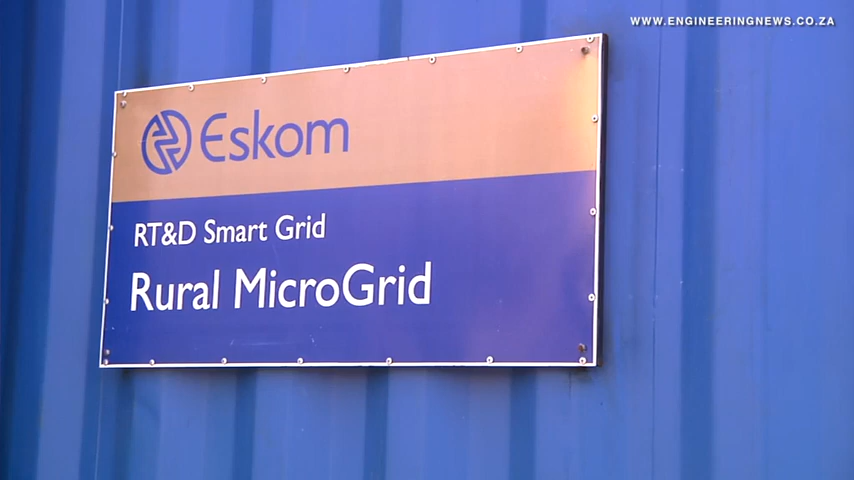 WWW.ENGINEERINGNEWS.CO.ZA
Eskom
RT&D Smart Grid
Rural MicroGrid